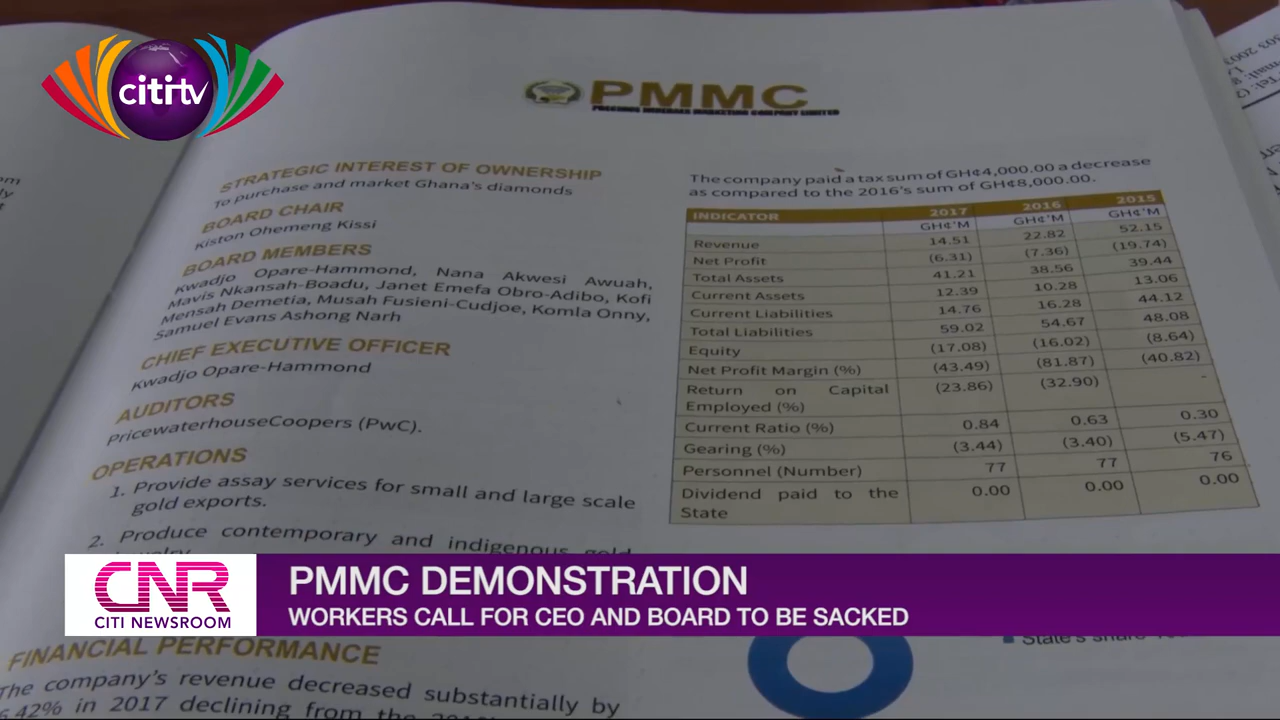 cititv
PMMC
PRECIOUS MINERALS MARKETING COMPANY LIMITED
STRATEGIC INTEREST OF OWNERSHIP
To purchase and market Ghana's diamonds
BOARD CHAIR
Kiston Ohemeng Kissi
BOARD MEMBERS
Kwadjo Opare-Hammond, Nana Akwesi Awuah,
Mavis Nkansah-Boadu, Janet Emefa Obro-Adibo, Kofi
Mensah Demetia, Musah Fusieni-Cudjoe, Komla Onny,
Samuel Evans Ashong Narh
CHIEF EXECUTIVE OFFICER
Kwadjo Opare-Hammond
AUDITORS
PricewaterhouseCoopers (PwC).
OPERATIONS
1. Provide assay services for small and large scale
gold exports.
2. Produce contemporary and indigenous gold
The company paid a tax sum of GH¢4,000.00 a decrease
as compared to the 2016's sum of GH¢8,000.00.
INDICATOR 2017 2016 2015
GH¢'M GH¢'M GH¢'M
Revenue 14.51 22.82 52.15
Net Profit (6.31) (7.36) (19.74)
Total Assets 41.21 38.56 39.44
Current Assets 12.39 10.28 13.06
Current Liabilities 14.76 16.28 44.12
Total Liabilities 59.02 54.67 48.08
Equity (17.08) (16.02) (8.64)
Net Profit Margin (%) (43.49) (81.87) (40.82)
Return on Capital
Employed (%) (23.86) (32.90) -
Current Ratio (%) 0.84 0.63 0.30
Gearing (%) (3.44) (3.40) (5.47)
Personnel (Number) 77 77 76
Dividend paid to the
State 0.00 0.00 0.00
CNR
CITI NEWSROOM
PMMC DEMONSTRATION
WORKERS CALL FOR CEO AND BOARD TO BE SACKED
FINANCIAL PERFORMANCE
The company's revenue decreased substantially by
6.42% in 2017 declining from the
State's share